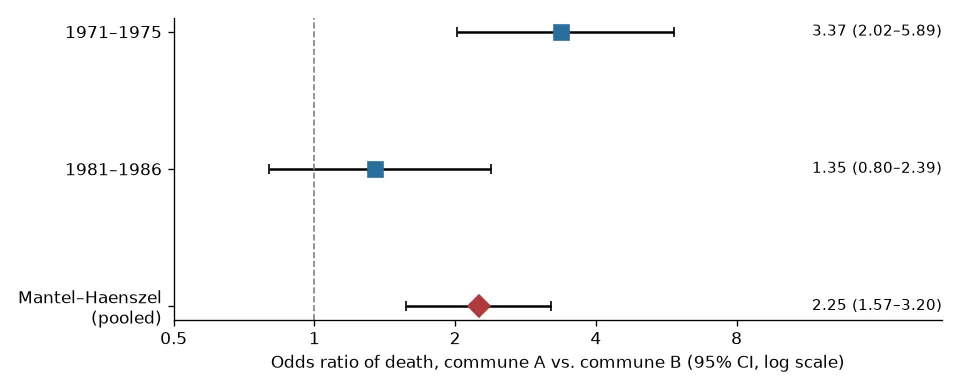 1971–1975
3.37 (2.02–5.89)
1981–1986
1.35 (0.80–2.39)
Mantel–Haenszel
(pooled)
2.25 (1.57–3.20)
0.5 1 2 4 8
Odds ratio of death, commune A vs. commune B (95% CI, log scale)